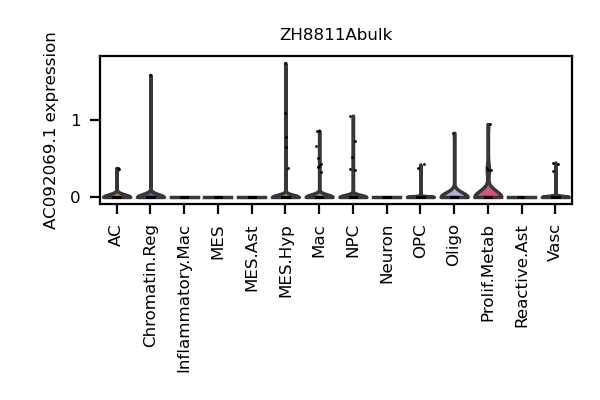 ZH8811Abulk
AC092069.1 expression
1
0
AC
Chromatin.Reg
Inflammatory.Mac
MES
MES.Ast
MES.Hyp
Mac
NPC
Neuron
OPC
Oligo
Prolif.Metab
Reactive.Ast
Vasc